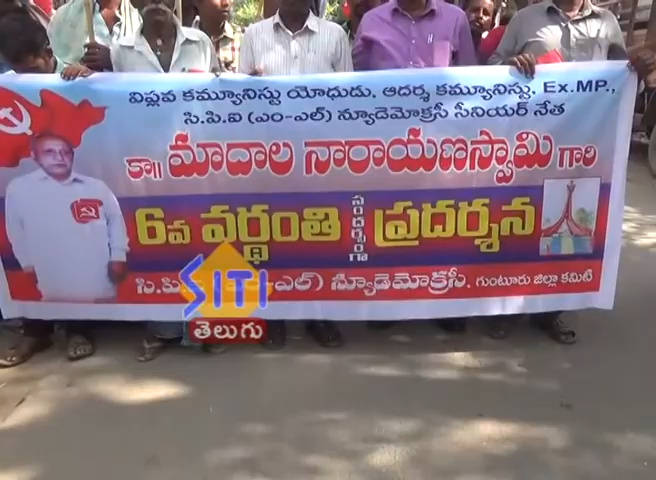 విప్లవ కమ్యూనిస్టు యోధుడు. ఆదర్శ కమ్యూనిస్టు. Ex.MP.,
సి.పి.ఐ (ఎం-ఎల్) న్యూడెమోక్రసీ సీనియర్ నేత
కా॥ మాదాల నారాయణస్వామి గారి
6వ వర్థంతి సందర్భంగా ప్రదర్శన
సి.పి. -ఎల్) న్యూడెమోక్రసీ. గుంటూరు జిల్లా కమిటీ
SITI
తెలుగు